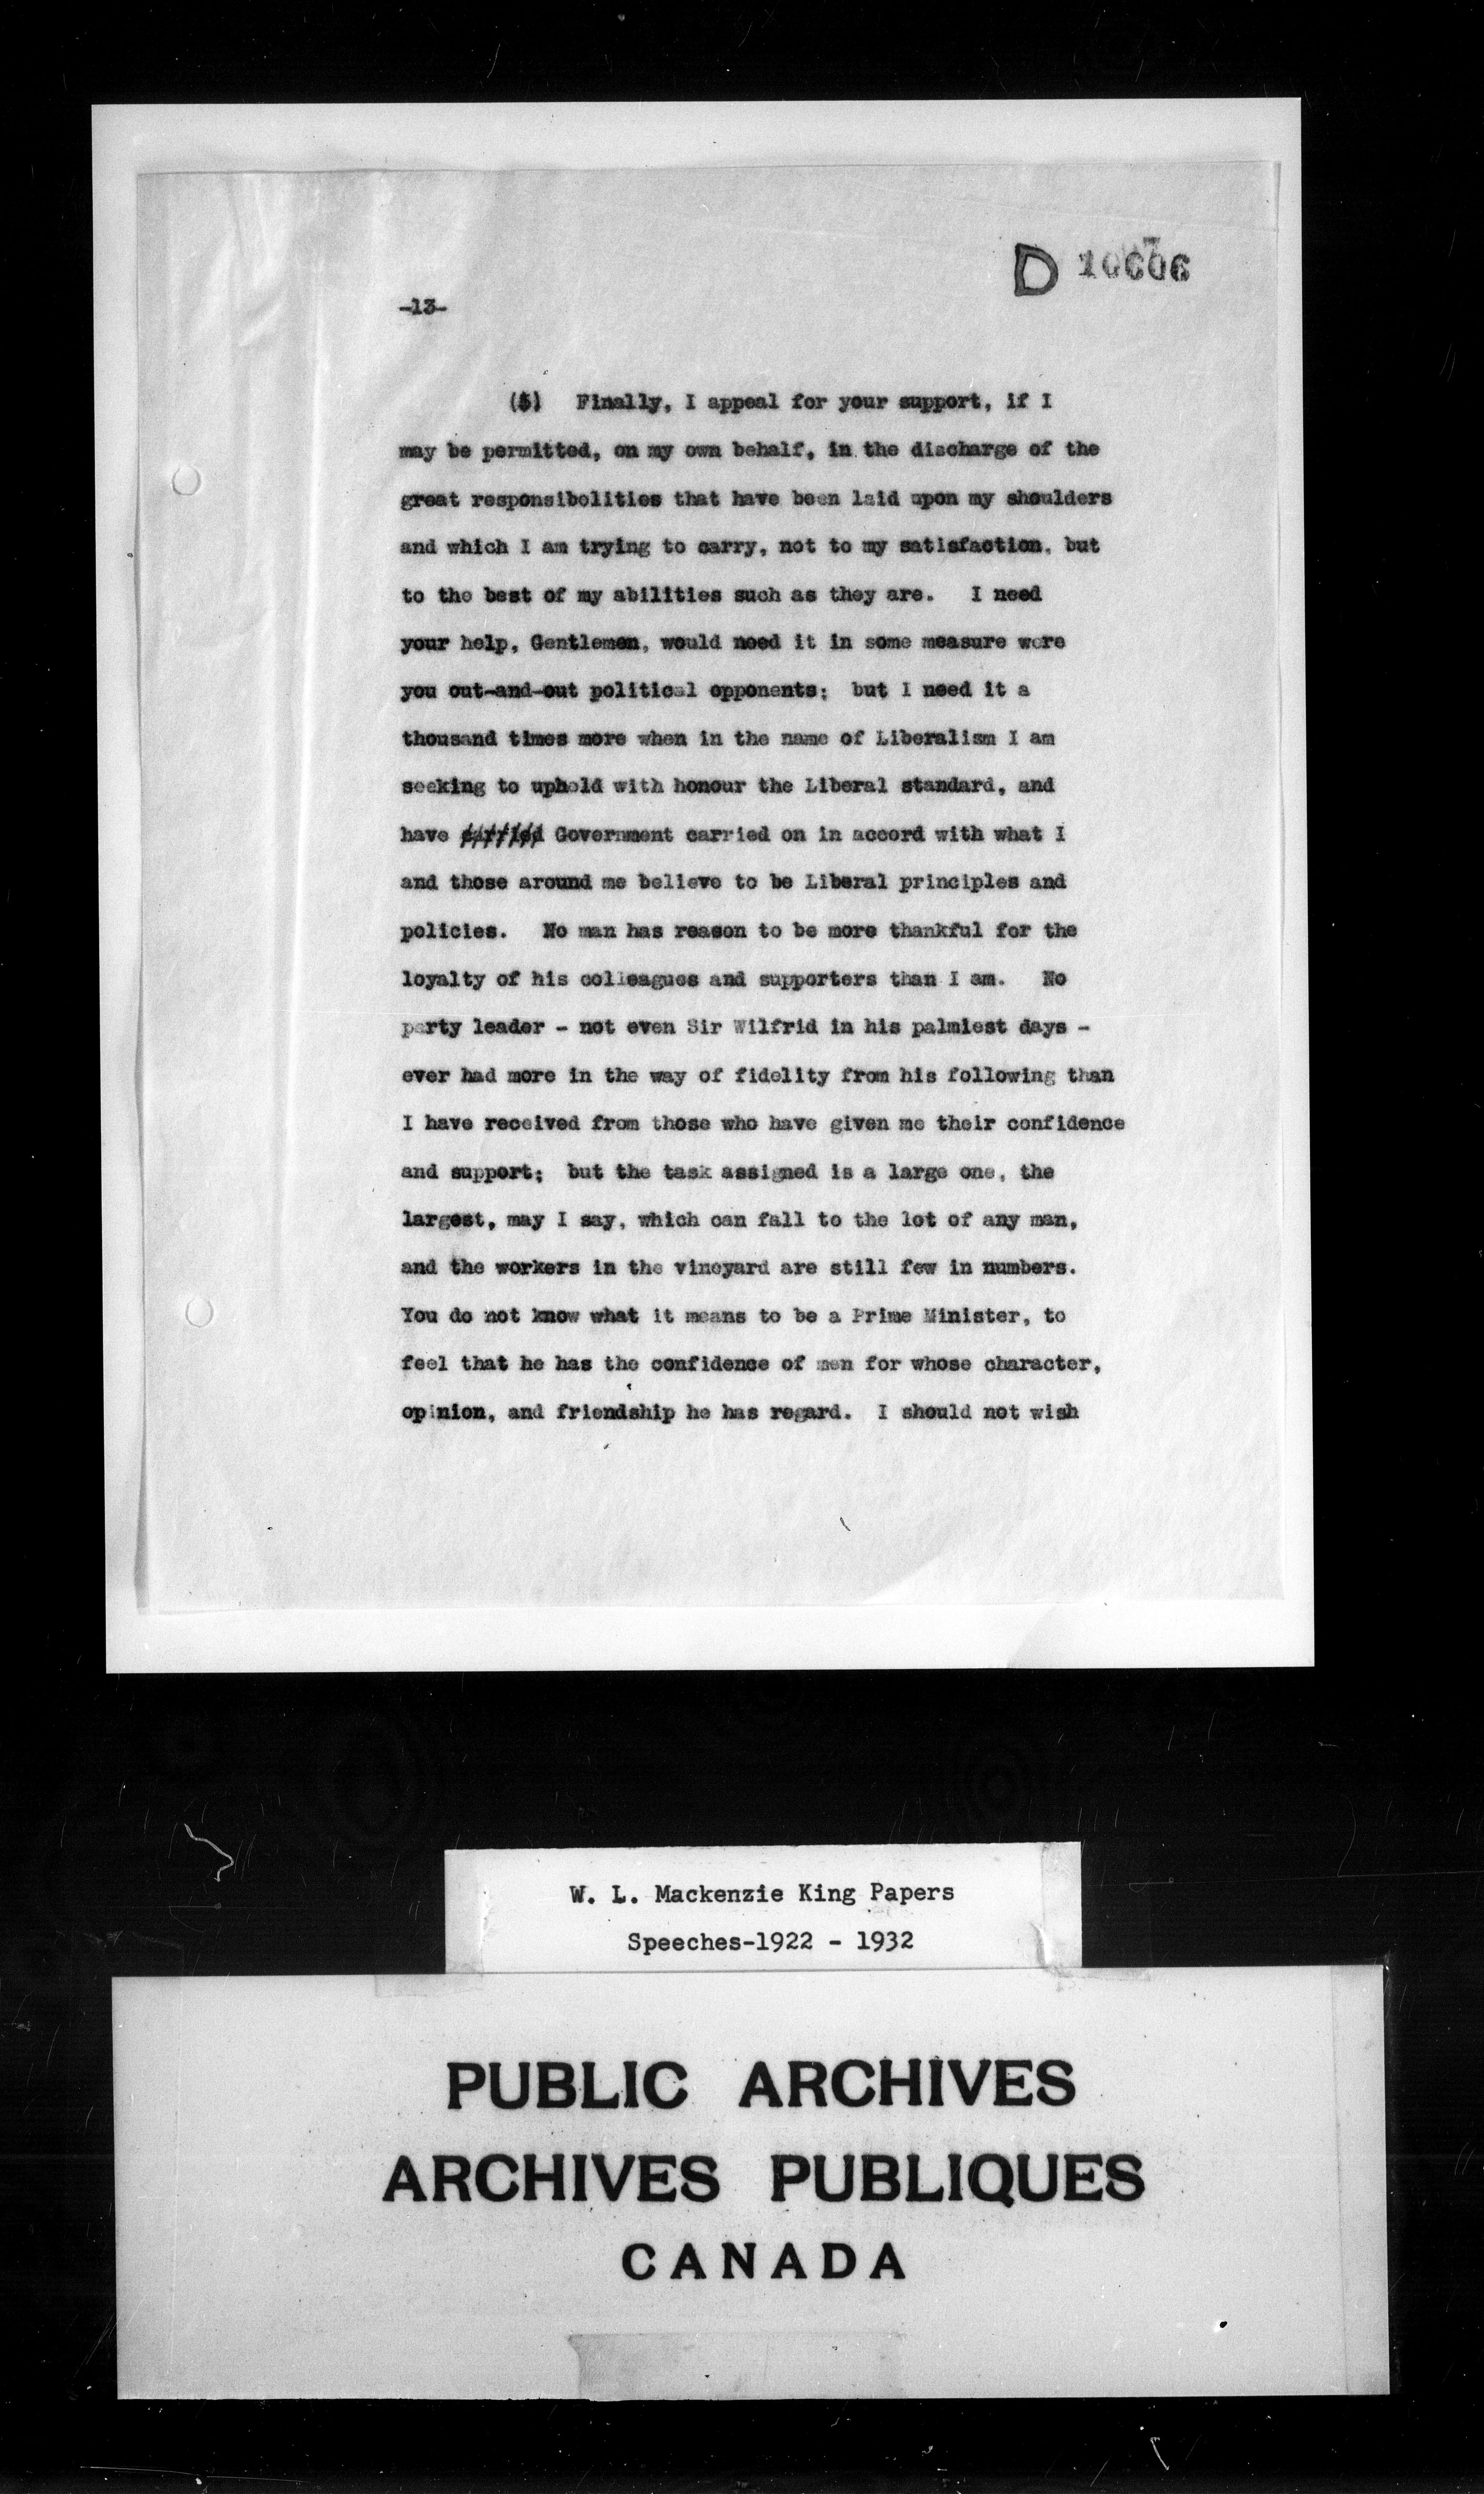 D
-13-
(5) Finally, I appeal for your support, if I
may be permitted, on my own behalf, in the discharge of the
great responsibolities that have been laid upon my shoulders
and which I am trying to carry, not to my satisfaction, but
to the best of my abilities such as they are. I need
your help, Gentlemen, would need it in some measure were
you out-and-out political opponents; but I need it a
thousand times more when in the name of Liberalism I am
seeking to uphold with honour the Liberal standard, and
have carried Government carried on in accord with what I
and those around me believe to be Liberal principles and
policies. No man has reason to be more thankful for the
loyalty of his colleagues and supporters than I am. No
party leader - not even Sir Wilfrid in his palmiest days -
ever had more in the way of fidelity from his following than
I have received from those who have given me their confidence
and support; but the task assigned is a large one, the
largest, may I say, which can fall to the lot of any man,
and the workers in the vineyard are still few in numbers.
You do not know what it means to be a Prime Minister, to
feel that he has the confidence of men for whose character,
opinion, and friendship he has regard. I should not wish
W. L. Mackenzie King Papers
Speeches-1922 - 1932
PUBLIC ARCHIVES
ARCHIVES PUBLIQUES
CANADA